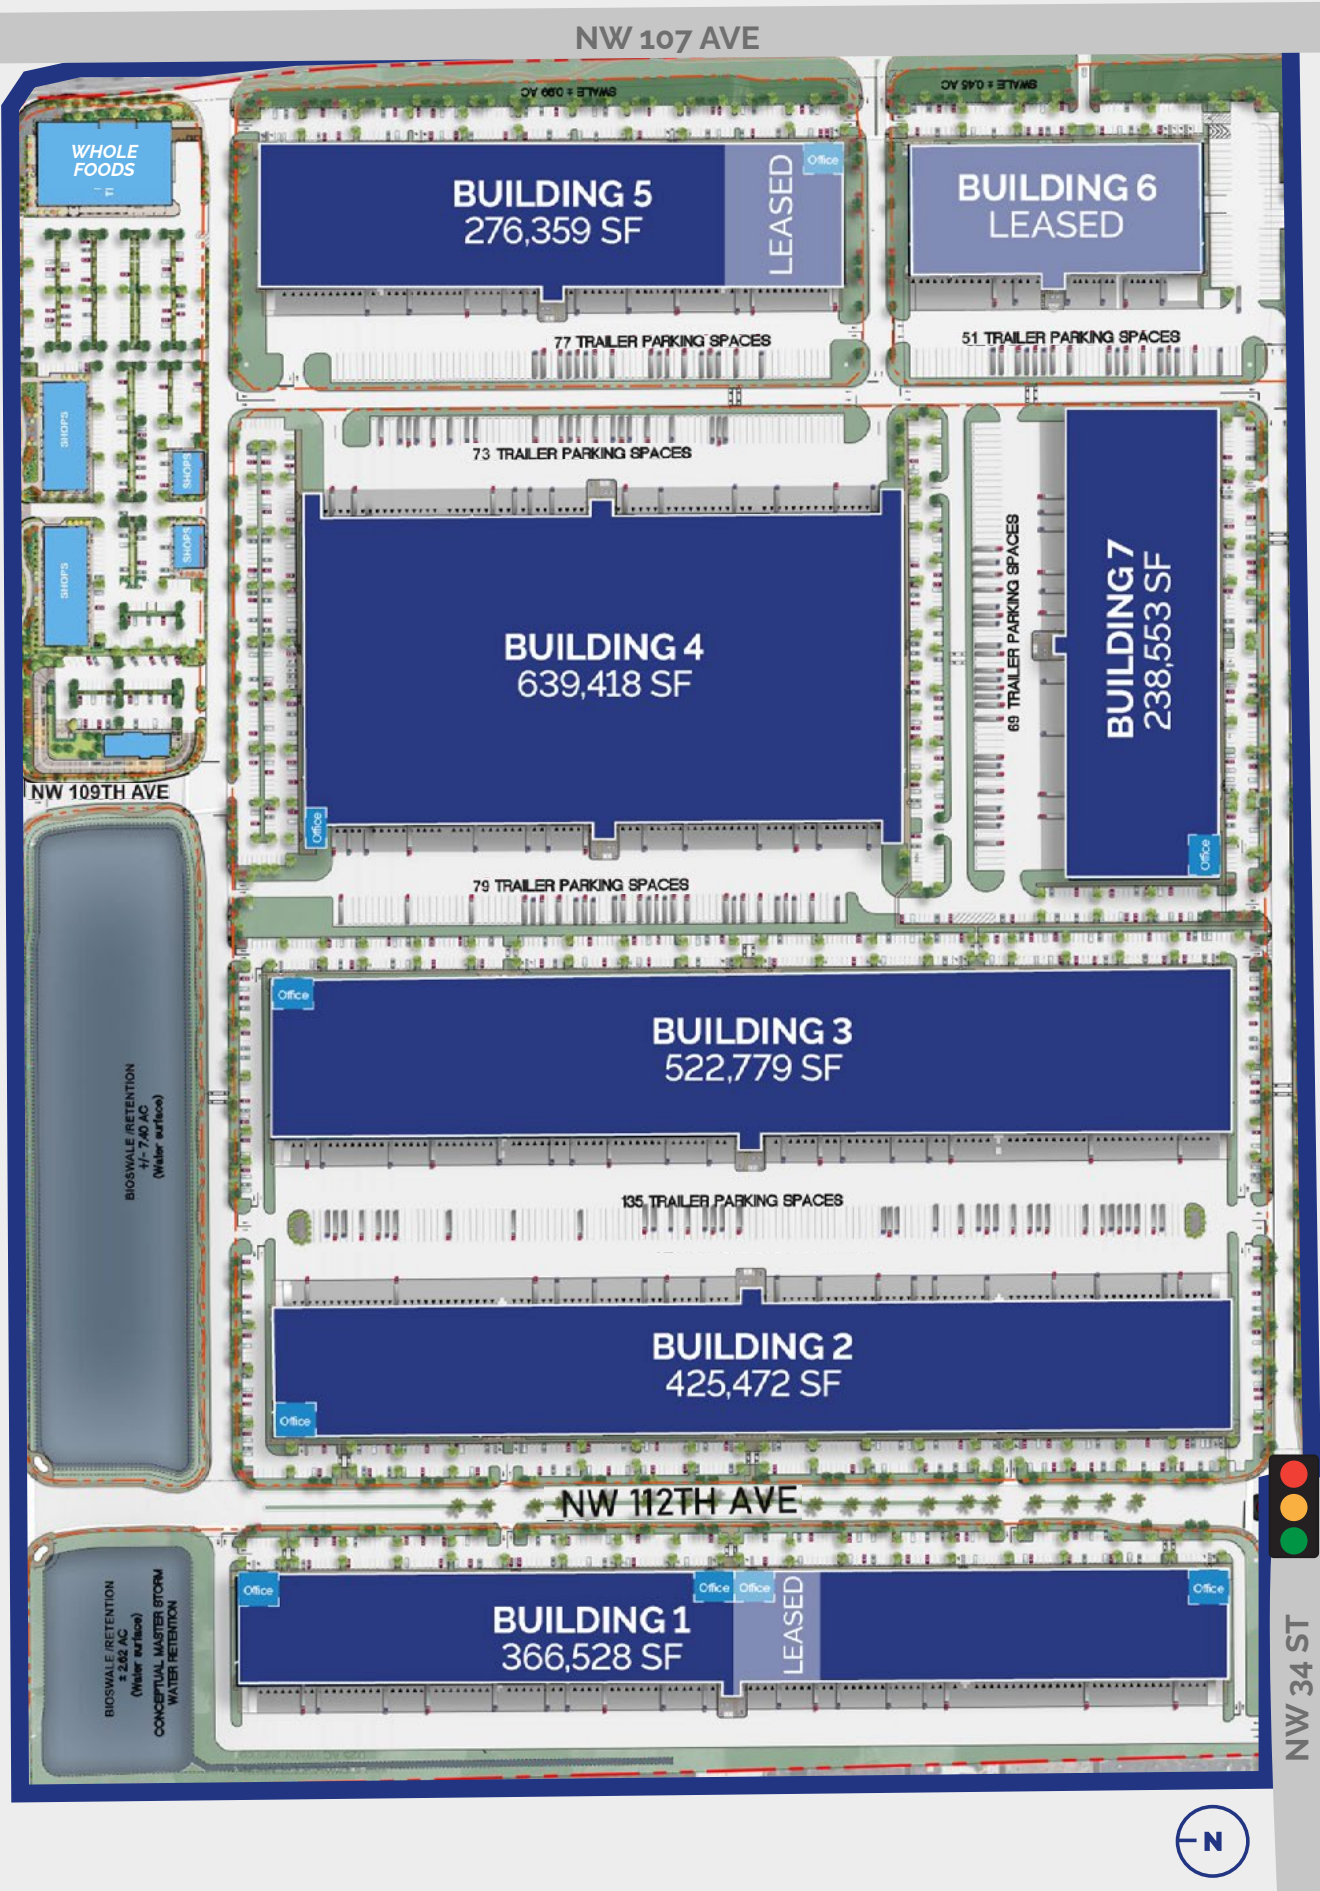 NW 107 AVE
SWALE ± 0.99 AC
SWALE ± 0.45 AC
WHOLE
FOODS
BUILDING 5
276,359 SF
LEASED
Office
BUILDING 6
LEASED
77 TRAILER PARKING SPACES
51 TRAILER PARKING SPACES
73 TRAILER PARKING SPACES
SHOPS
SHOPS
SHOPS
SHOPS
BUILDING 4
639,418 SF
Office
69 TRAILER PARKING SPACES
BUILDING 7
238,553 SF
Office
NW 109TH AVE
79 TRAILER PARKING SPACES
Office
BUILDING 3
522,779 SF
BIOSWALE /RETENTION
+/- 7.40 AC
(Water surface)
135 TRAILER PARKING SPACES
BUILDING 2
425,472 SF
Office
NW 112TH AVE
Office
Office
Office
LEASED
Office
BUILDING 1
366,528 SF
BIOSWALE /RETENTION
± 2.62 AC
(Water surface)
CONCEPTUAL MASTER STORM
WATER RETENTION
NW 34 ST
N